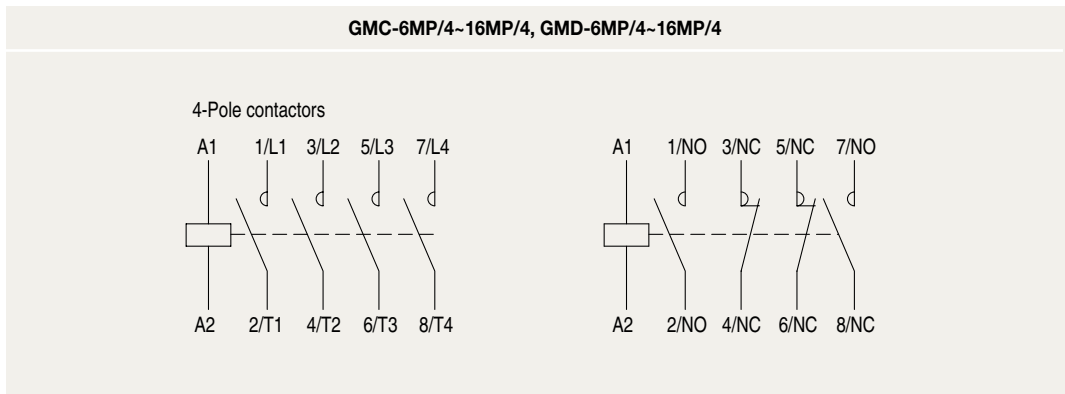 GMC-6MP/4~16MP/4, GMD-6MP/4~16MP/4
4-Pole contactors
A1 1/L1 3/L2 5/L3 7/L4
A2 2/T1 4/T2 6/T3 8/T4
A1 1/NO 3/NC 5/NC 7/NO
A2 2/NO 4/NC 6/NC 8/NC